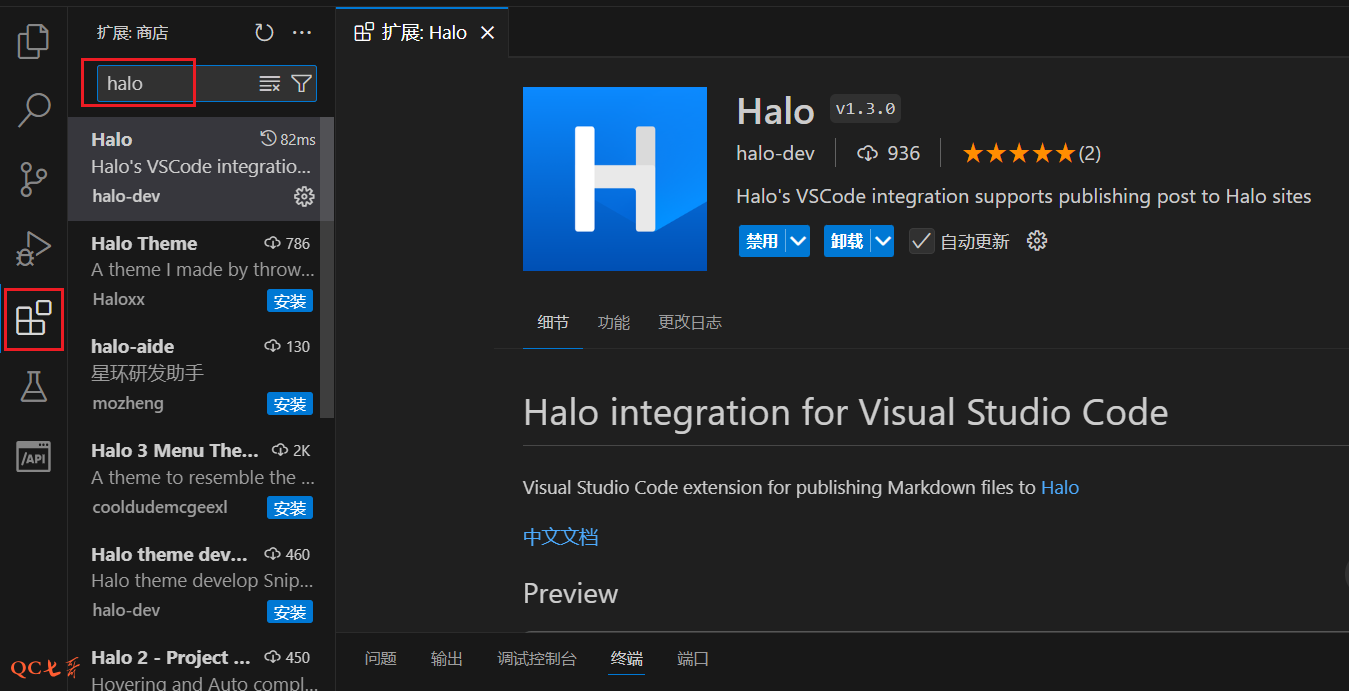 扩展: 商店
halo
Halo
82ms
Halo's VSCode integratio...
halo-dev
Halo Theme
786
A theme I made by throw...
Haloxx
安装
halo-aide
130
星环研发助手
mozheng
安装
Halo 3 Menu The...
2K
A theme to resemble the ...
cooldudemcgeexl
安装
Halo theme dev...
460
Halo theme develop Snip...
halo-dev
安装
Halo 2 - Project ...
450
Hovering and Auto compl...
/API
QC七哥
扩展: Halo
H
Halo
v1.3.0
halo-dev
936
(2)
Halo's VSCode integration supports publishing post to Halo sites
禁用
卸载
自动更新
细节
功能
更改日志
Halo integration for Visual Studio Code
Visual Studio Code extension for publishing Markdown files to Halo
中文文档
Preview
问题
输出
调试控制台
终端
端口